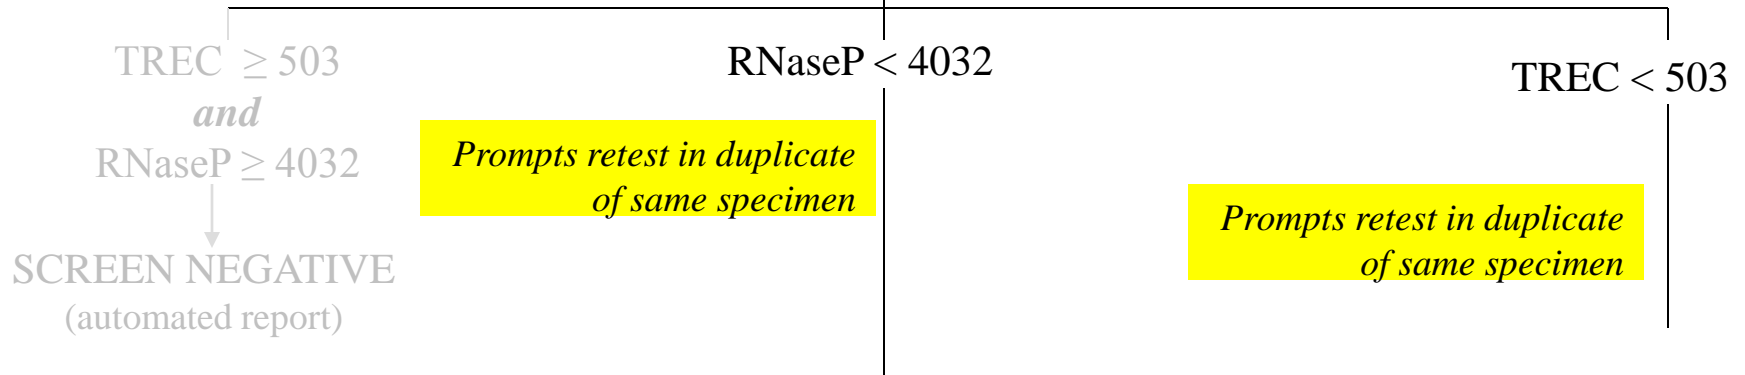 TREC ≥ 503
and
RNaseP ≥ 4032
SCREEN NEGATIVE
(automated report)
RNaseP < 4032
Prompts retest in duplicate
of same specimen
TREC < 503
Prompts retest in duplicate
of same specimen